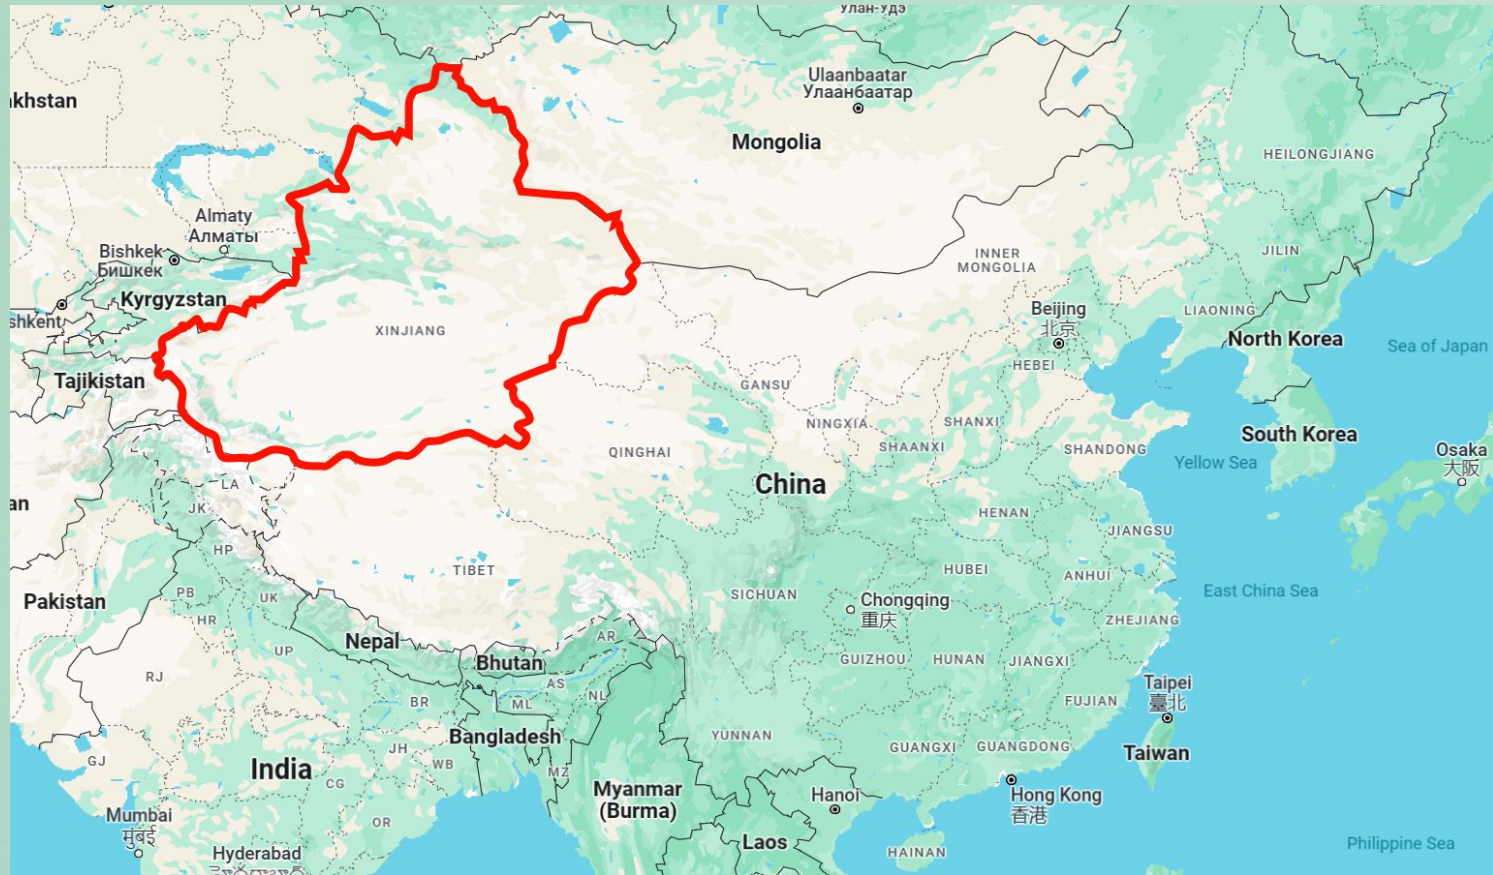 Улан-Удэ
akhstan
Ulaanbaatar
Улаанбаатар
Mongolia
HEILONGJIANG
Almaty
Алматы
JILIN
Bishkek
Бишкек
INNER
MONGOLIA
Kyrgyzstan
shkent
Beijing
北京
LIAONING
XINJIANG
North Korea
Sea of Japan
HEBEI
Tajikistan
GANSU
NINGXIA
SHANXI
SHAANXI
SHANDONG
South Korea
QINGHAI
Yellow Sea
Osaka
大阪
China
LA
an
JK
HENAN
JIANGSU
HP
TIBET
HUBEI
ANHUI
PB
UK
SICHUAN
East China Sea
Pakistan
Chongqing
重庆
HR
ZHEJIANG
Nepal
AR
UP
Bhutan
GUIZHOU
HUNAN
JIANGXI
RJ
AS
Taipei
臺北
BR
ML
NL
FUJIAN
Bangladesh
YUNNAN
GUANGXI
GUANGDONG
JH
Taiwan
GJ
WB
India
MZ
CG
Myanmar
(Burma)
Hanoi
Hong Kong
香港
Mumbai
मुंबई
OR
Laos
Philippine Sea
Hyderabad
HAINAN